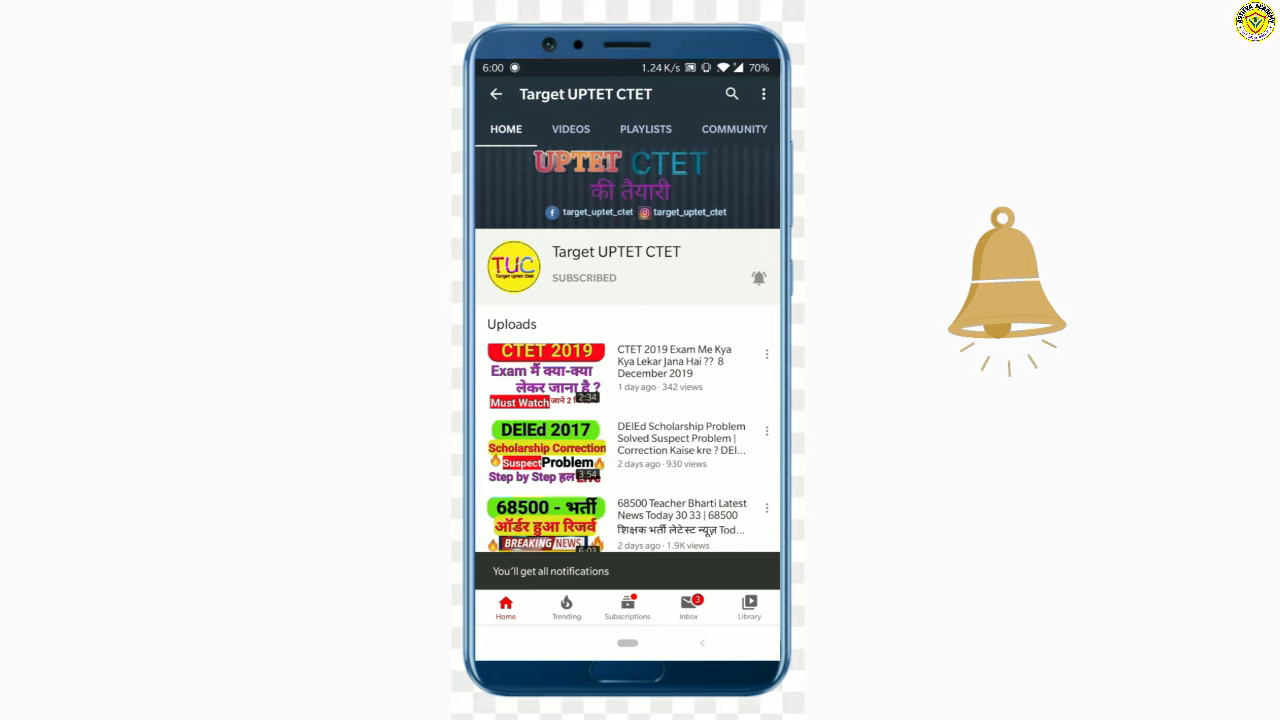 6:00
1.24 K/s
70%
Target UPTET CTET
HOME
VIDEOS
PLAYLISTS
COMMUNITY
UPTET CTET
की तैयारी
target_uptet_ctet
target_uptet_ctet
TUC
Target Uptet Ctet
Target UPTET CTET
SUBSCRIBED
Uploads
CTET 2019
Exam मैं क्या-क्या
लेकर जाना है ?
Must Watch
2:34
CTET 2019 Exam Me Kya
Kya Lekar Jana Hai ?? 8
December 2019
1 day ago · 342 views
DElEd 2017
Scholarship Correction
Suspect Problem
Step by Step हल
3:54
DElEd Scholarship Problem
Solved Suspect Problem |
Correction Kaise kre ? DEl...
2 days ago · 930 views
68500 - भर्ती
ऑर्डर हुआ रिजर्व
BREAKING NEWS
6:03
68500 Teacher Bharti Latest
News Today 30 33 | 68500
शिक्षक भर्ती लेटेस्ट न्यूज़ Tod...
2 days ago · 1.9K views
You'll get all notifications
Home
Trending
Subscriptions
3
Inbox
Library